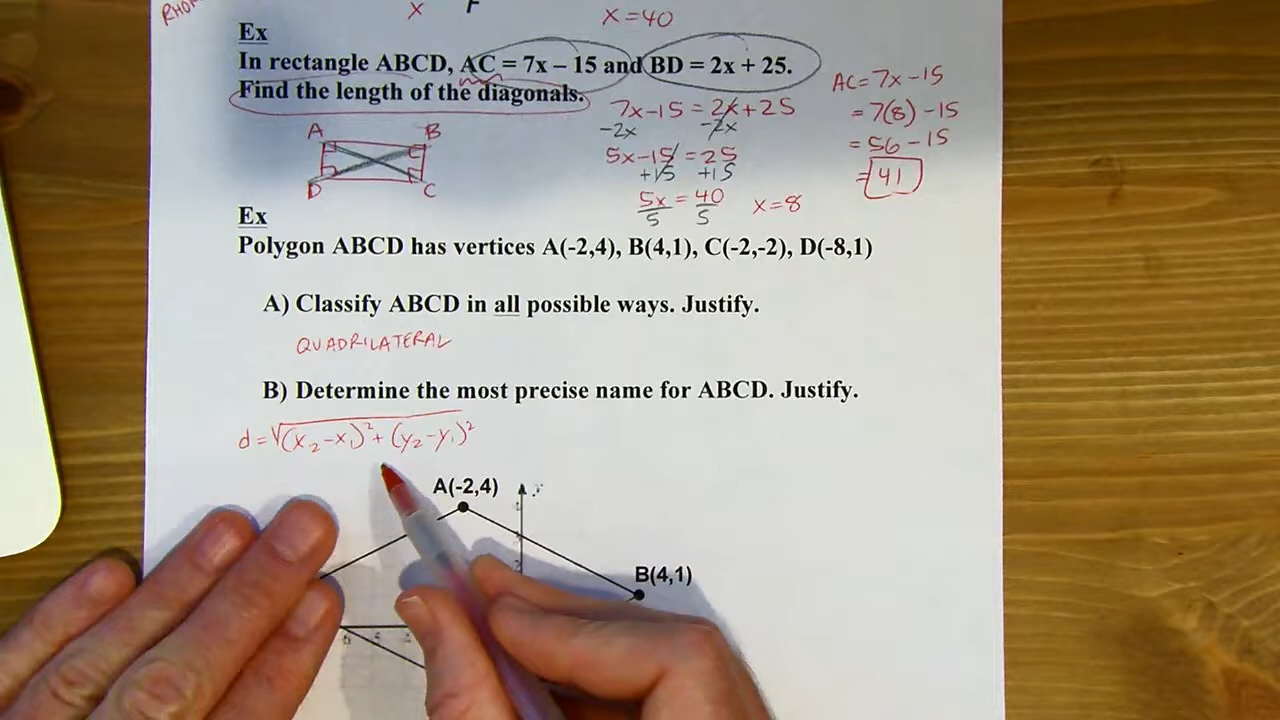 x F x=40
Ex
In rectangle ABCD, AC = 7x – 15 and BD = 2x + 25.
Find the length of the diagonals.
AC=7x-15
7x-15 = 2x+25
-2x -2x
= 7(8) -15
5x-15 = 25
+15 +15
= 56 -15
5x = 40
5 5
x=8
= 41
A B
D C
Ex
Polygon ABCD has vertices A(-2,4), B(4,1), C(-2,-2), D(-8,1)
A) Classify ABCD in all possible ways. Justify.
QUADRILATERAL
B) Determine the most precise name for ABCD. Justify.
d=√(x₂-x₁)²+(y₂-y₁)²
A(-2,4)
B(4,1)